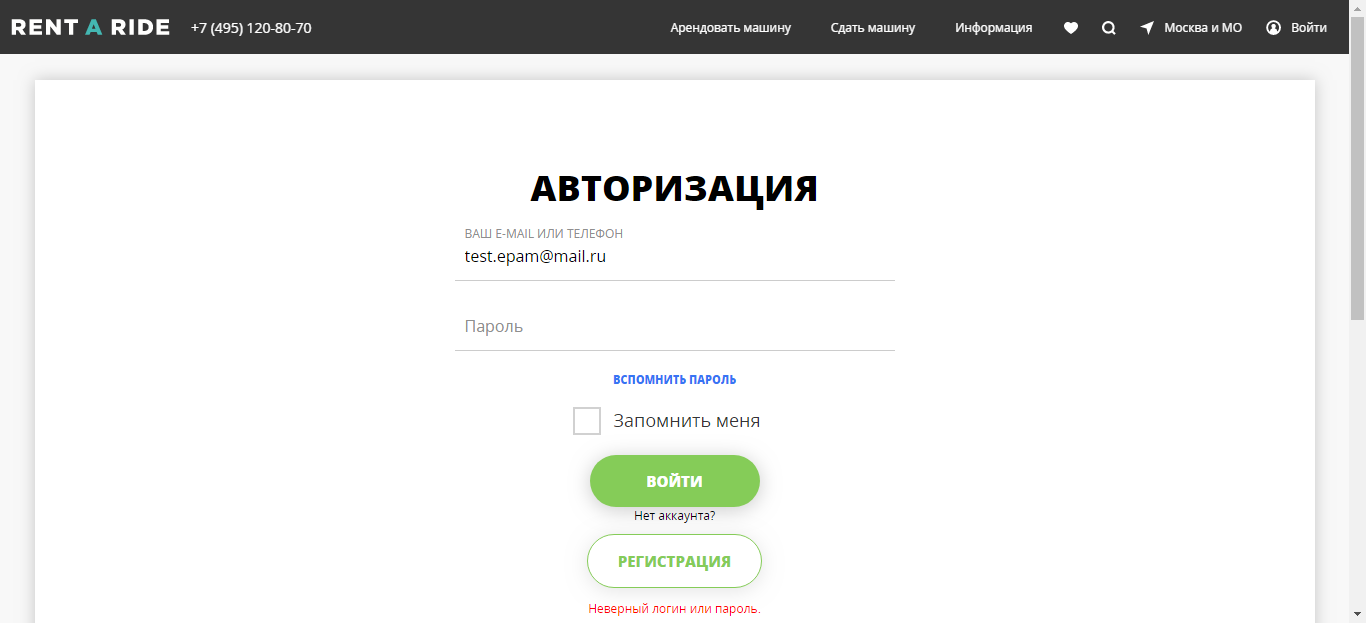 RENT A RIDE +7 (495) 120-80-70 Арендовать машину Сдать машину Информация Москва и МО Войти
АВТОРИЗАЦИЯ
ВАШ E-MAIL ИЛИ ТЕЛЕФОН
test.epam@mail.ru
Пароль
ВСПОМНИТЬ ПАРОЛЬ
Запомнить меня
ВОЙТИ
Нет аккаунта?
РЕГИСТРАЦИЯ
Неверный логин или пароль.